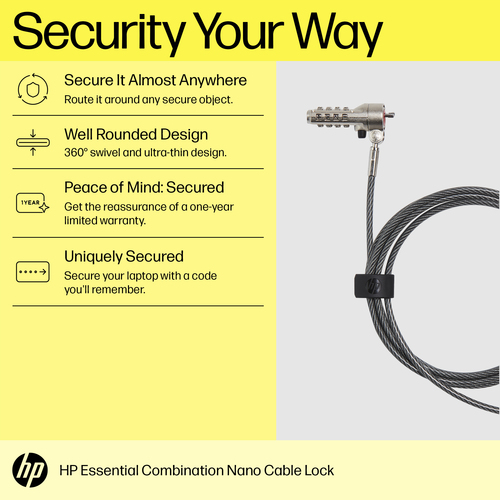 Security Your Way
Secure It Almost Anywhere
Route it around any secure object.
Well Rounded Design
360° swivel and ultra-thin design.
1YEAR
Peace of Mind: Secured
Get the reassurance of a one-year
limited warranty.
Uniquely Secured
Secure your laptop with a code
you'll remember.
hp
HP Essential Combination Nano Cable Lock